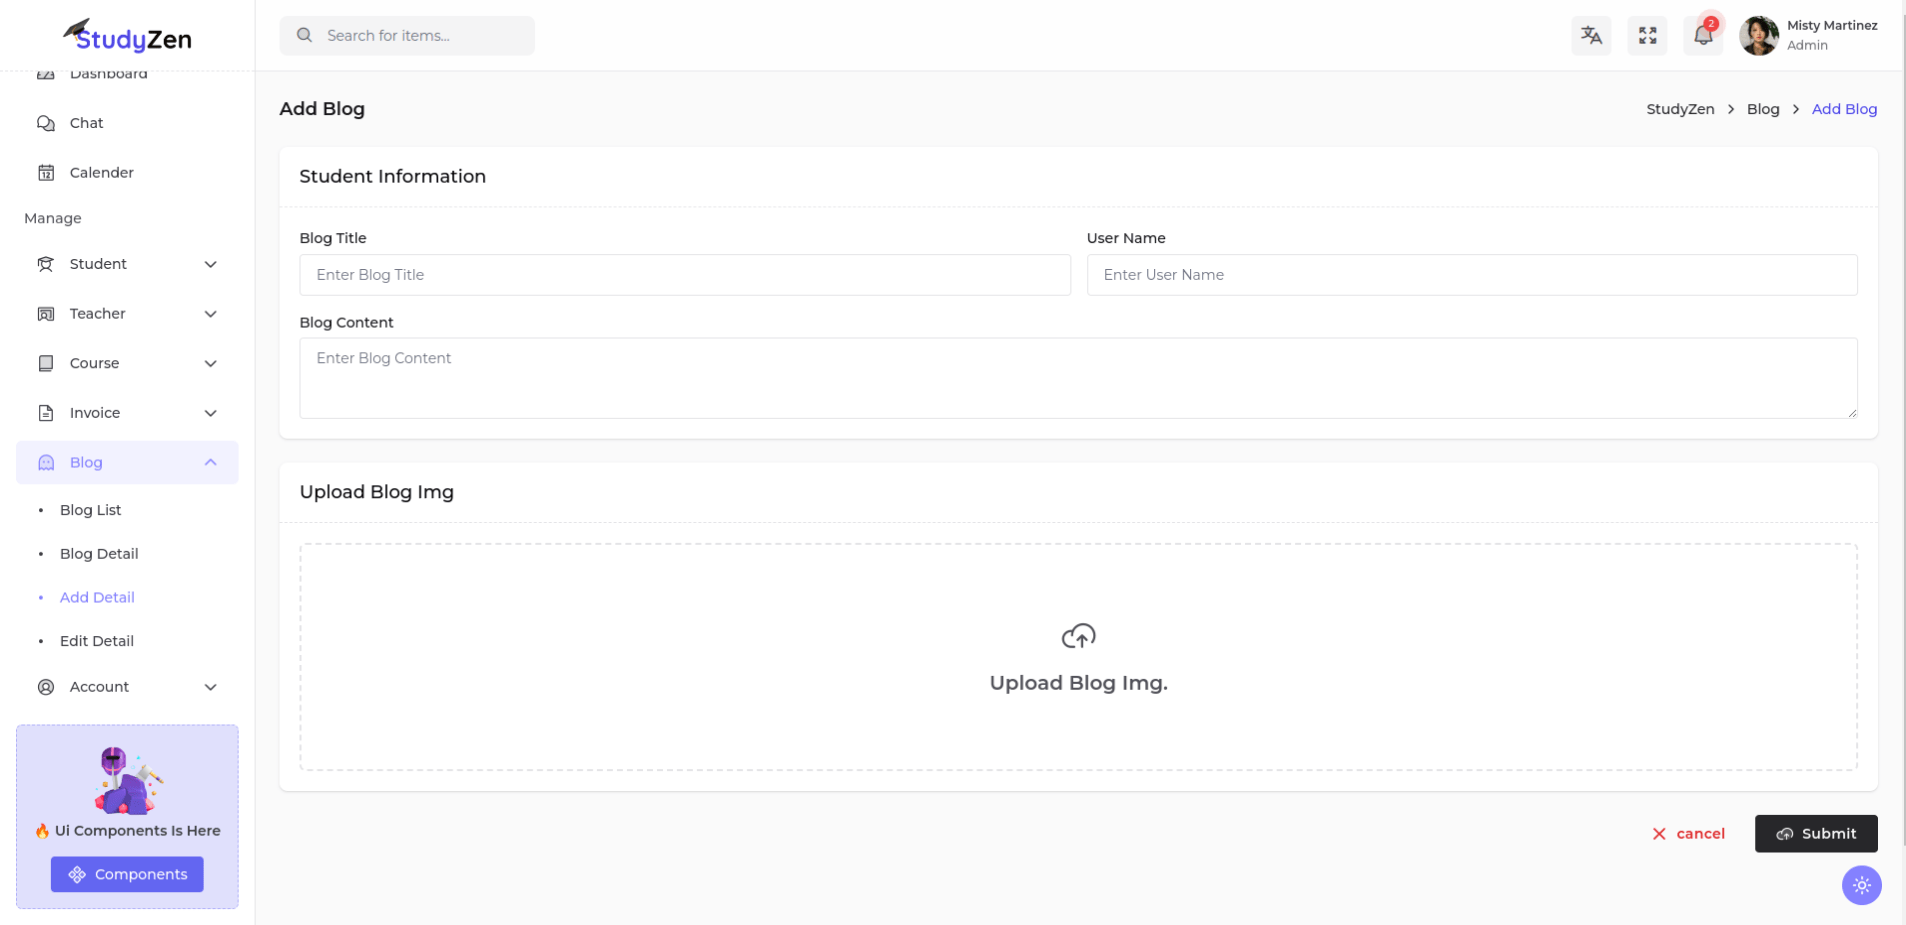 StudyZen
Search for items...
2
Misty Martinez
Admin
Dashboard
Chat
12
Calender
Manage
Student
Teacher
Course
Invoice
Blog
Blog List
Blog Detail
Add Detail
Edit Detail
Account
🔥 Ui Components Is Here
Components
Add Blog
StudyZen > Blog > Add Blog
Student Information
Blog Title
User Name
Enter Blog Title
Enter User Name
Blog Content
Enter Blog Content
Upload Blog Img
Upload Blog Img.
cancel
Submit